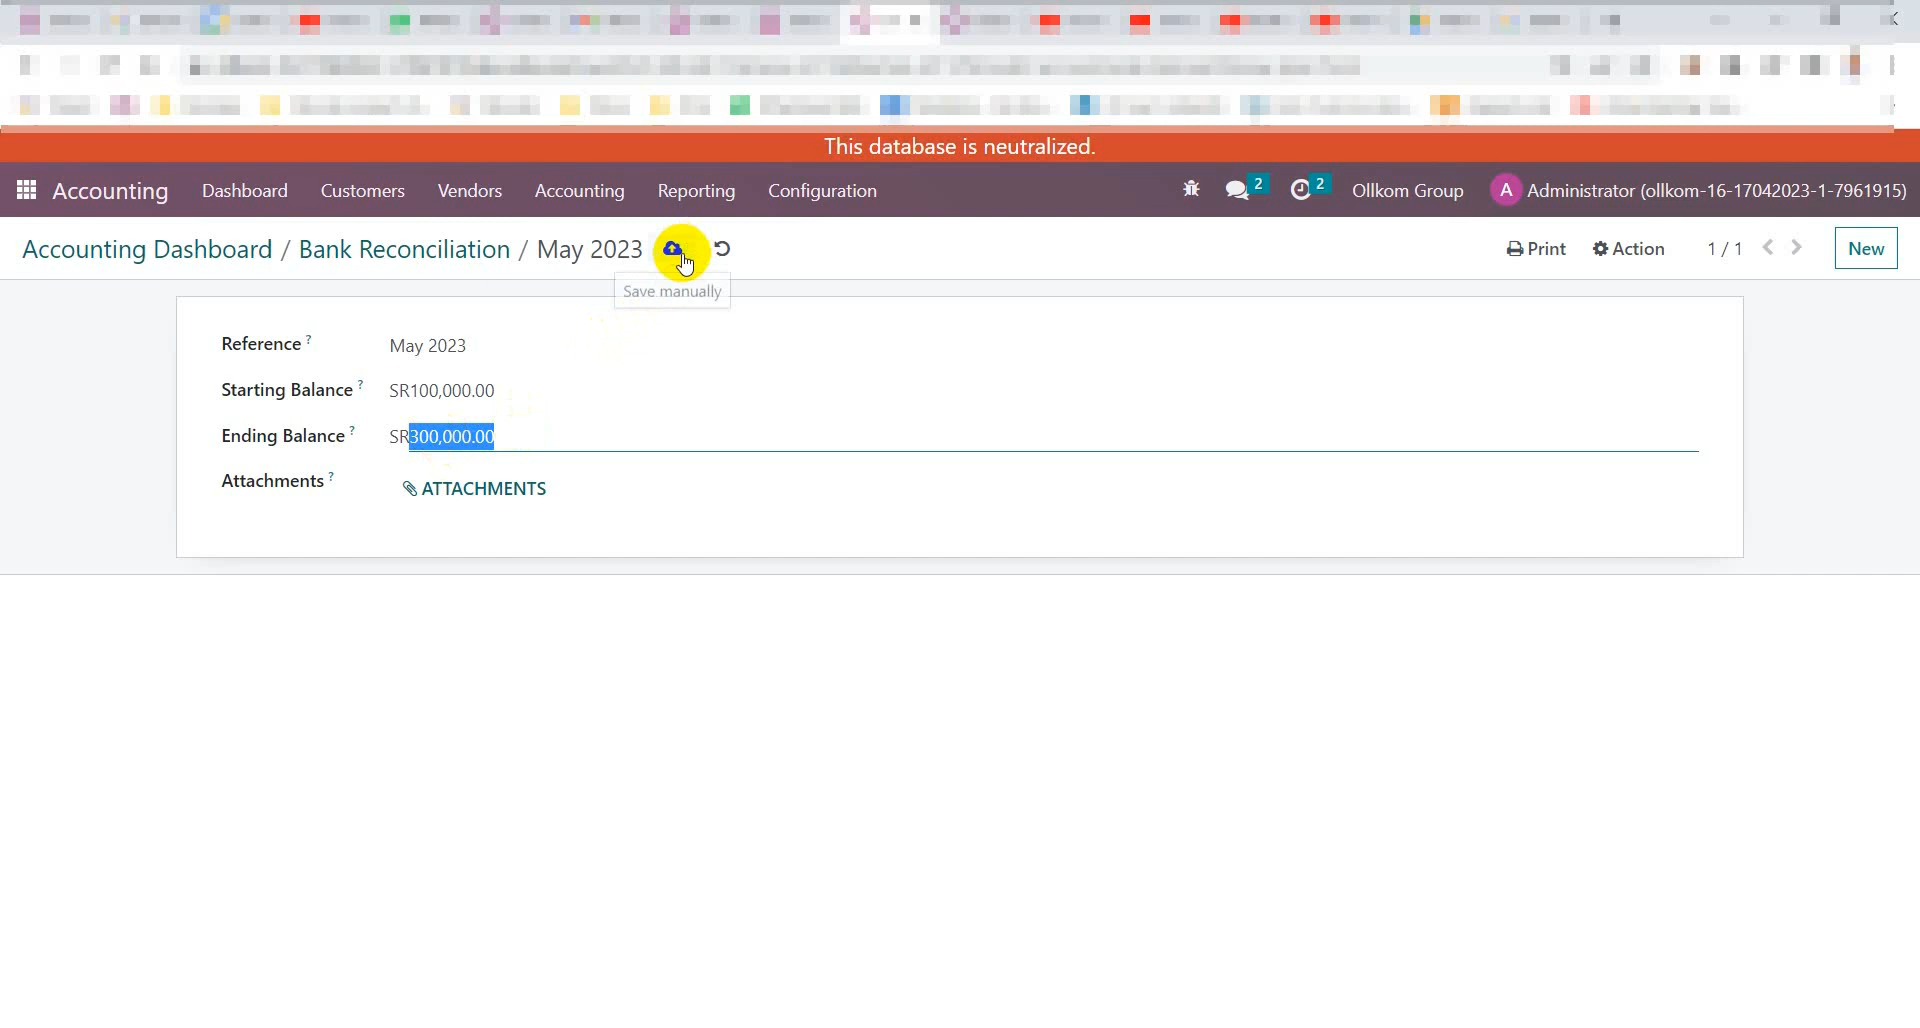 This database is neutralized.
Accounting Dashboard Customers Vendors Accounting Reporting Configuration 2 2 Ollkom Group A Administrator (ollkom-16-17042023-1-7961915)
Accounting Dashboard / Bank Reconciliation / May 2023 Print Action 1 / 1 New
Save manually
Reference ? May 2023
Starting Balance ? SR100,000.00
Ending Balance ? SR300,000.00
Attachments ? ATTACHMENTS